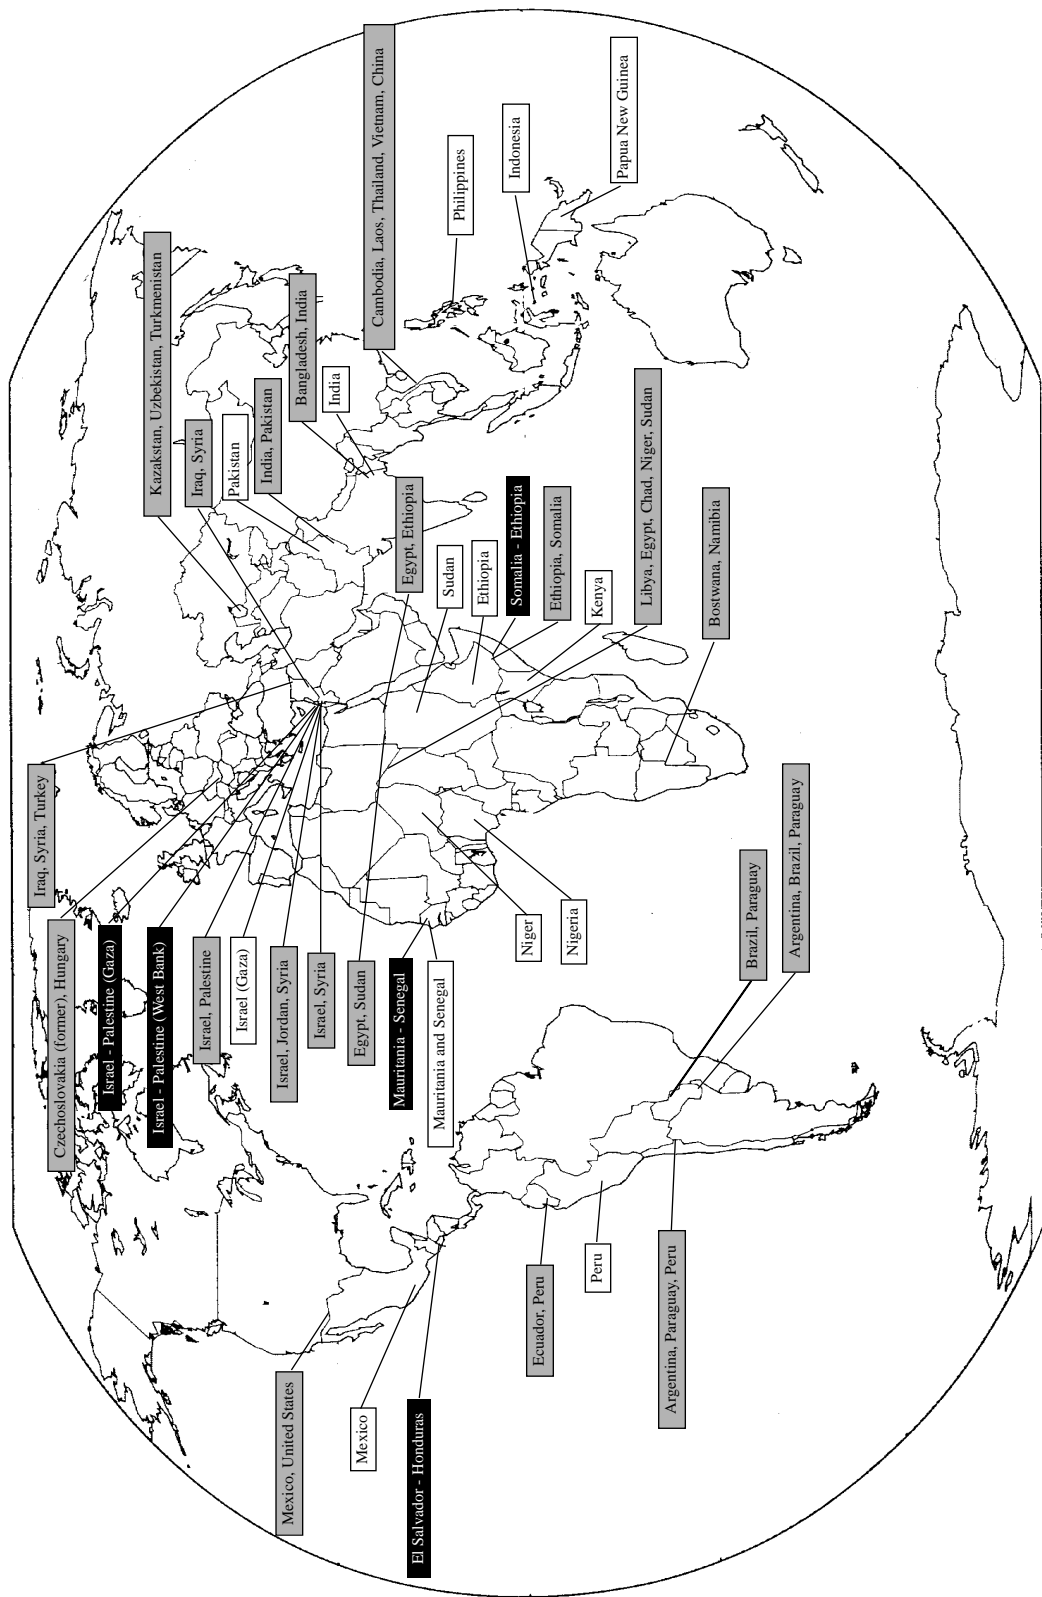 Mexico, United States
Mexico
El Salvador - Honduras
Ecuador, Peru
Peru
Argentina, Paraguay, Peru
Czechoslovakia (former), Hungary
Israel - Palestine (Gaza)
Israel - Palestine (West Bank)
Israel, Palestine
Israel (Gaza)
Israel, Jordan, Syria
Israel, Syria
Egypt, Sudan
Mauritania - Senegal
Mauritania and Senegal
Niger
Nigeria
Brazil, Paraguay
Argentina, Brazil, Paraguay
Iraq, Syria, Turkey
Kazakstan, Uzbekistan, Turkmenistan
Iraq, Syria
Pakistan
India, Pakistan
Bangladesh, India
India
Cambodia, Laos, Thailand, Vietnam, China
Egypt, Ethiopia
Sudan
Ethiopia
Somalia - Ethiopia
Ethiopia, Somalia
Kenya
Libya, Egypt, Chad, Niger, Sudan
Bostwana, Namibia
Philippines
Indonesia
Papua New Guinea